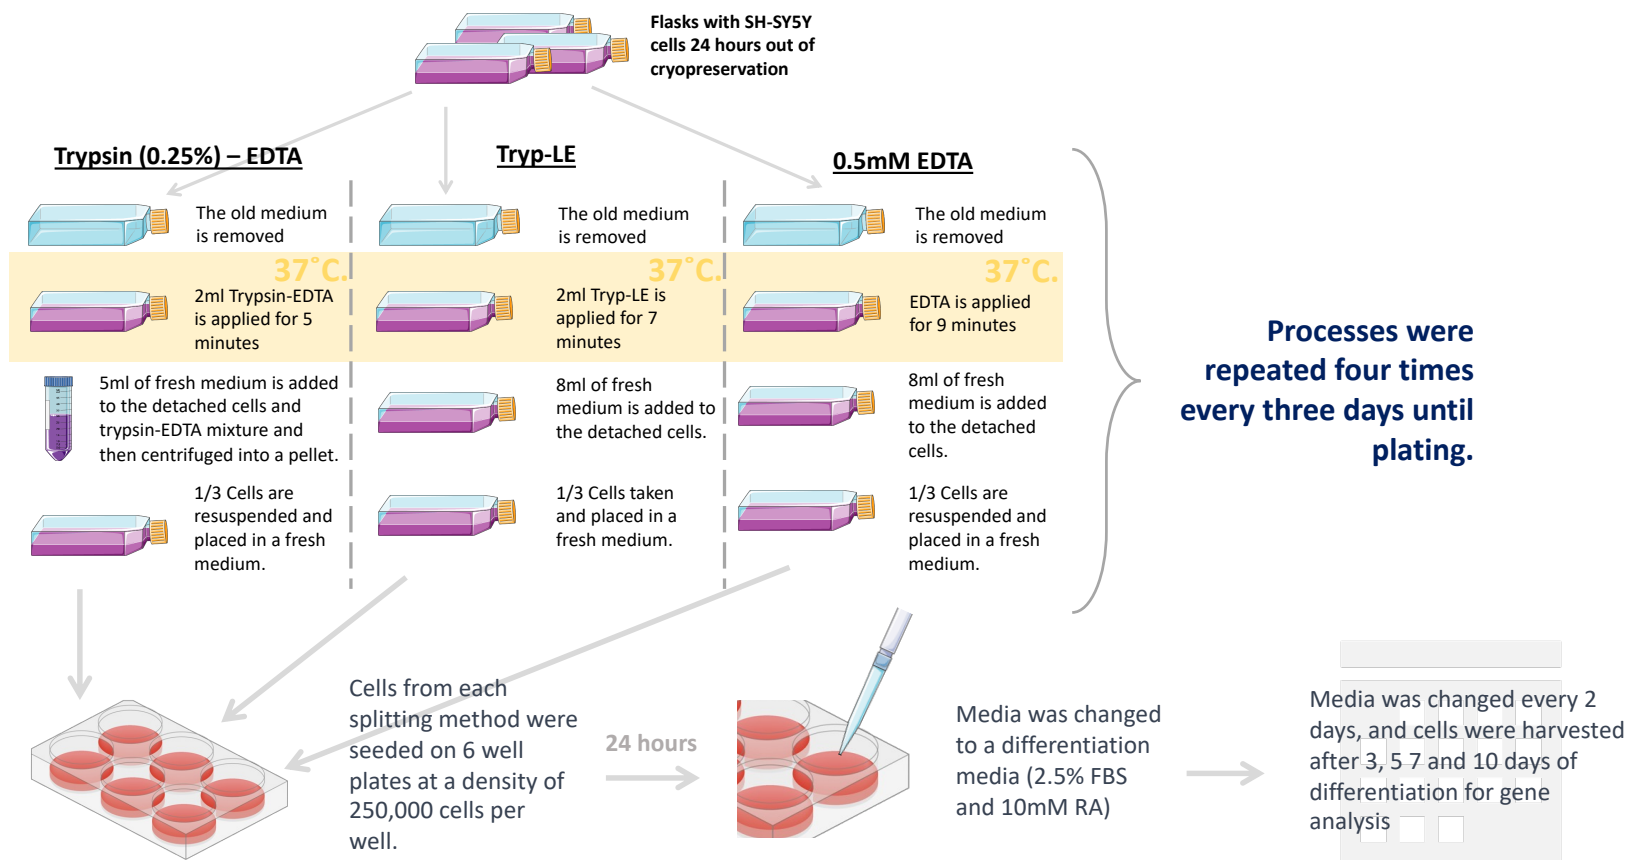 Flasks with SH-SY5Y
cells 24 hours out of
cryopreservation
Trypsin (0.25%) – EDTA
The old medium
is removed
37˚C.
2ml Trypsin-EDTA
is applied for 5
minutes
5ml of fresh medium is added
to the detached cells and
trypsin-EDTA mixture and
then centrifuged into a pellet.
1/3 Cells are
resuspended and
placed in a fresh
medium.
Tryp-LE
The old medium
is removed
37˚C.
2ml Tryp-LE is
applied for 7
minutes
8ml of fresh
medium is added to
the detached cells.
1/3 Cells taken
and placed in a
fresh medium.
0.5mM EDTA
The old medium
is removed
37˚C.
EDTA is applied
for 9 minutes
8ml of fresh
medium is added
to the detached
cells.
1/3 Cells are
resuspended and
placed in a fresh
medium.
Processes were
repeated four times
every three days until
plating.
Cells from each
splitting method were
seeded on 6 well
plates at a density of
250,000 cells per
well.
24 hours
Media was changed
to a differentiation
media (2.5% FBS
and 10mM RA)
Media was changed every 2
days, and cells were harvested
after 3, 5 7 and 10 days of
differentiation for gene
analysis